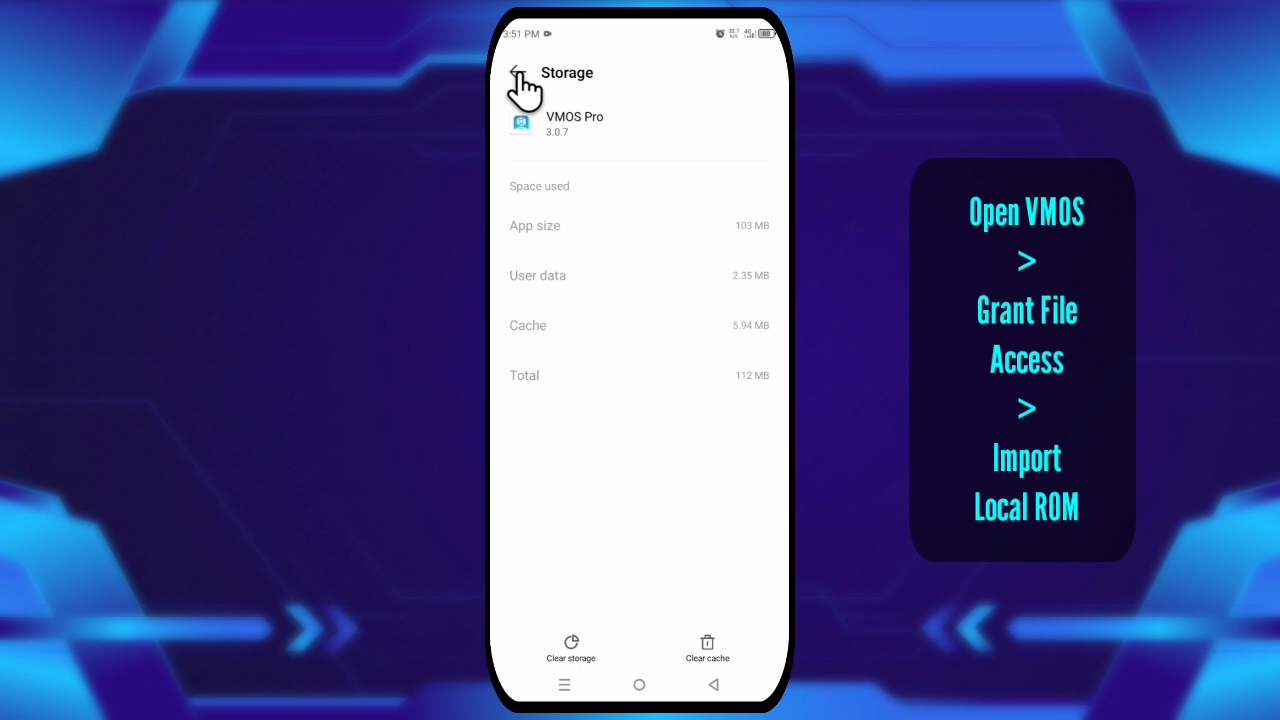 3:51 PM
Storage
VMOS Pro
3.0.7
Space used
App size 103 MB
User data 2.35 MB
Cache 5.94 MB
Total 112 MB
Clear storage
Clear cache
Open VMOS
>
Grant File
Access
>
Import
Local ROM